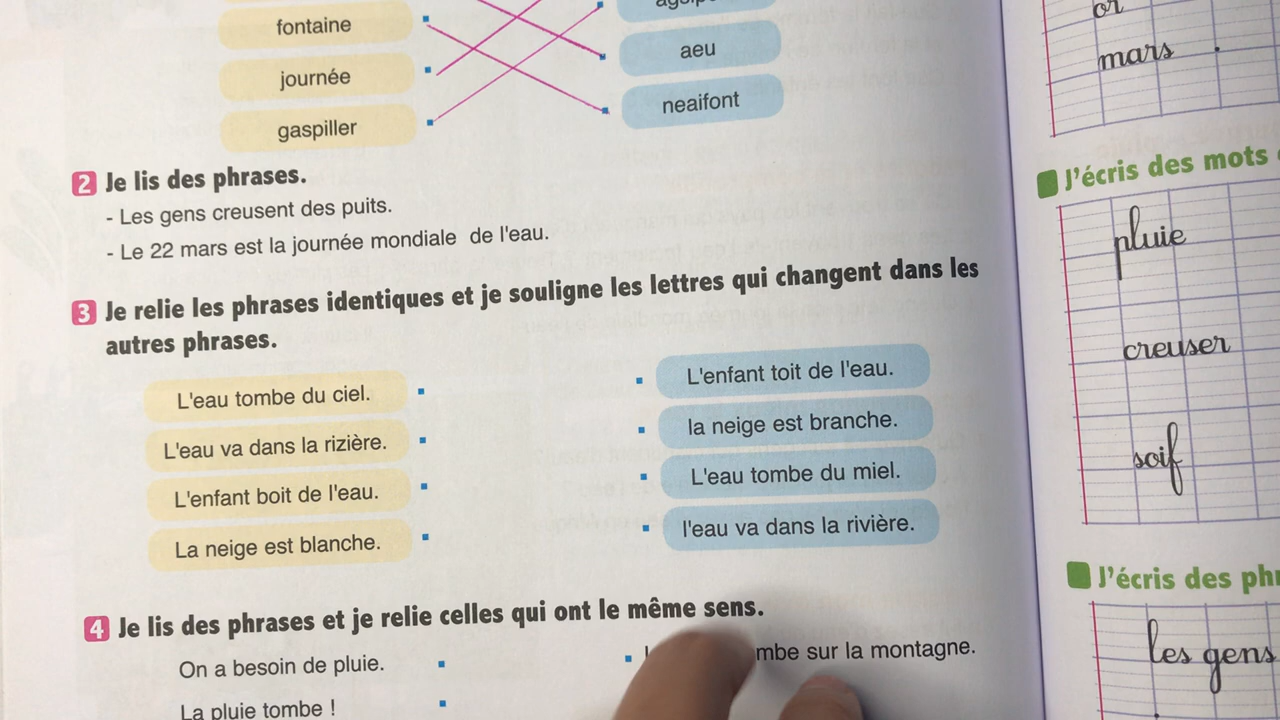 fontaine
aeu
journée
neaifont
gaspiller
2 Je lis des phrases.
- Les gens creusent des puits.
- Le 22 mars est la journée mondiale de l'eau.
3 Je relie les phrases identiques et je souligne les lettres qui changent dans les
autres phrases.
L'eau tombe du ciel.
L'enfant toit de l'eau.
L'eau va dans la rizière.
la neige est branche.
L'enfant boit de l'eau.
L'eau tombe du miel.
La neige est blanche.
l'eau va dans la rivière.
4 Je lis des phrases et je relie celles qui ont le même sens.
On a besoin de pluie.
sur la montagne.
La pluie tombe !
or
mars .
J'écris des mots
pluie
creuser
soif
J'écris des
les gens